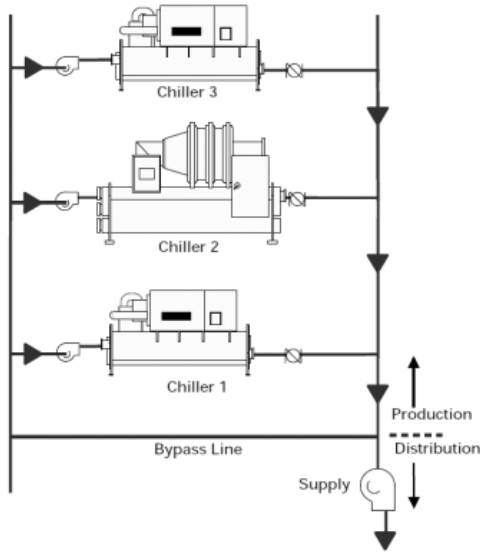 Chiller 3
Chiller 2
Chiller 1
Production
Bypass Line
Distribution
Supply